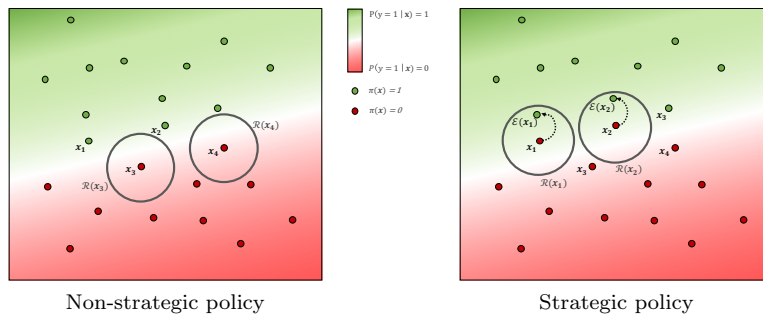 P(y = 1 | x) = 1
P(y = 1 | x) = 0
π(x) = 1
π(x) = 0
x₂
ℛ(x₄)
x₁
x₄
x₃
ℛ(x₃)
Non-strategic policy
ℰ(x₁)
ℰ(x₂)
x₃
x₂
x₁
x₄
x₃
ℛ(x₁)
ℛ(x₂)
Strategic policy